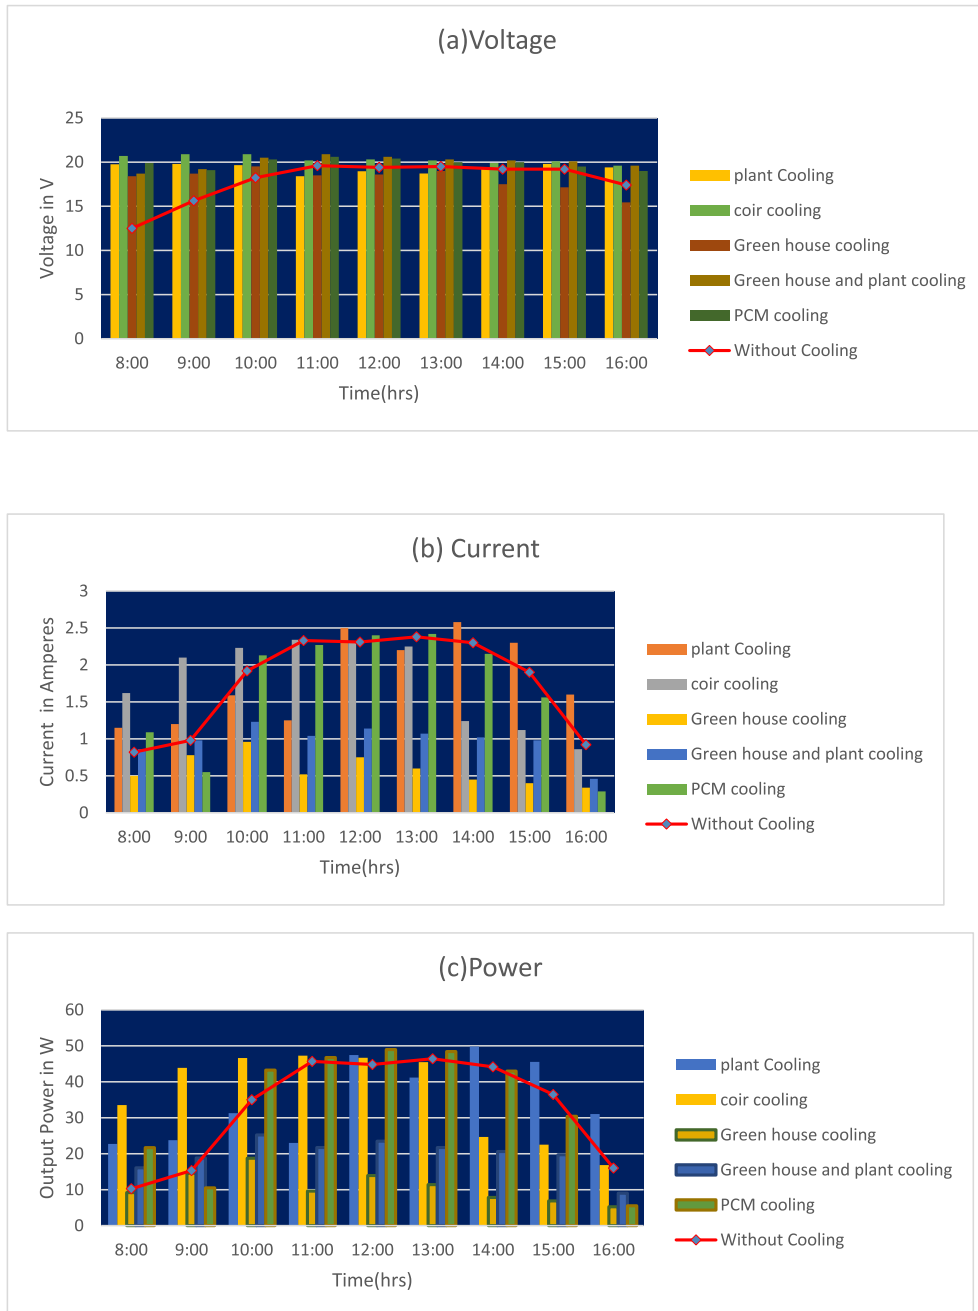 (a)Voltage
25
20
15
10
5
0
Voltage in V
8:00 9:00 10:00 11:00 12:00 13:00 14:00 15:00 16:00
Time(hrs)
plant Cooling
coir cooling
Green house cooling
Green house and plant cooling
PCM cooling
Without Cooling
(b) Current
3
2.5
2
1.5
1
0.5
0
Current in Amperes
8:00 9:00 10:00 11:00 12:00 13:00 14:00 15:00 16:00
Time(hrs)
plant Cooling
coir cooling
Green house cooling
Green house and plant cooling
PCM cooling
Without Cooling
(c)Power
60
50
40
30
20
10
0
Output Power in W
8:00 9:00 10:00 11:00 12:00 13:00 14:00 15:00 16:00
Time(hrs)
plant Cooling
coir cooling
Green house cooling
Green house and plant cooling
PCM cooling
Without Cooling